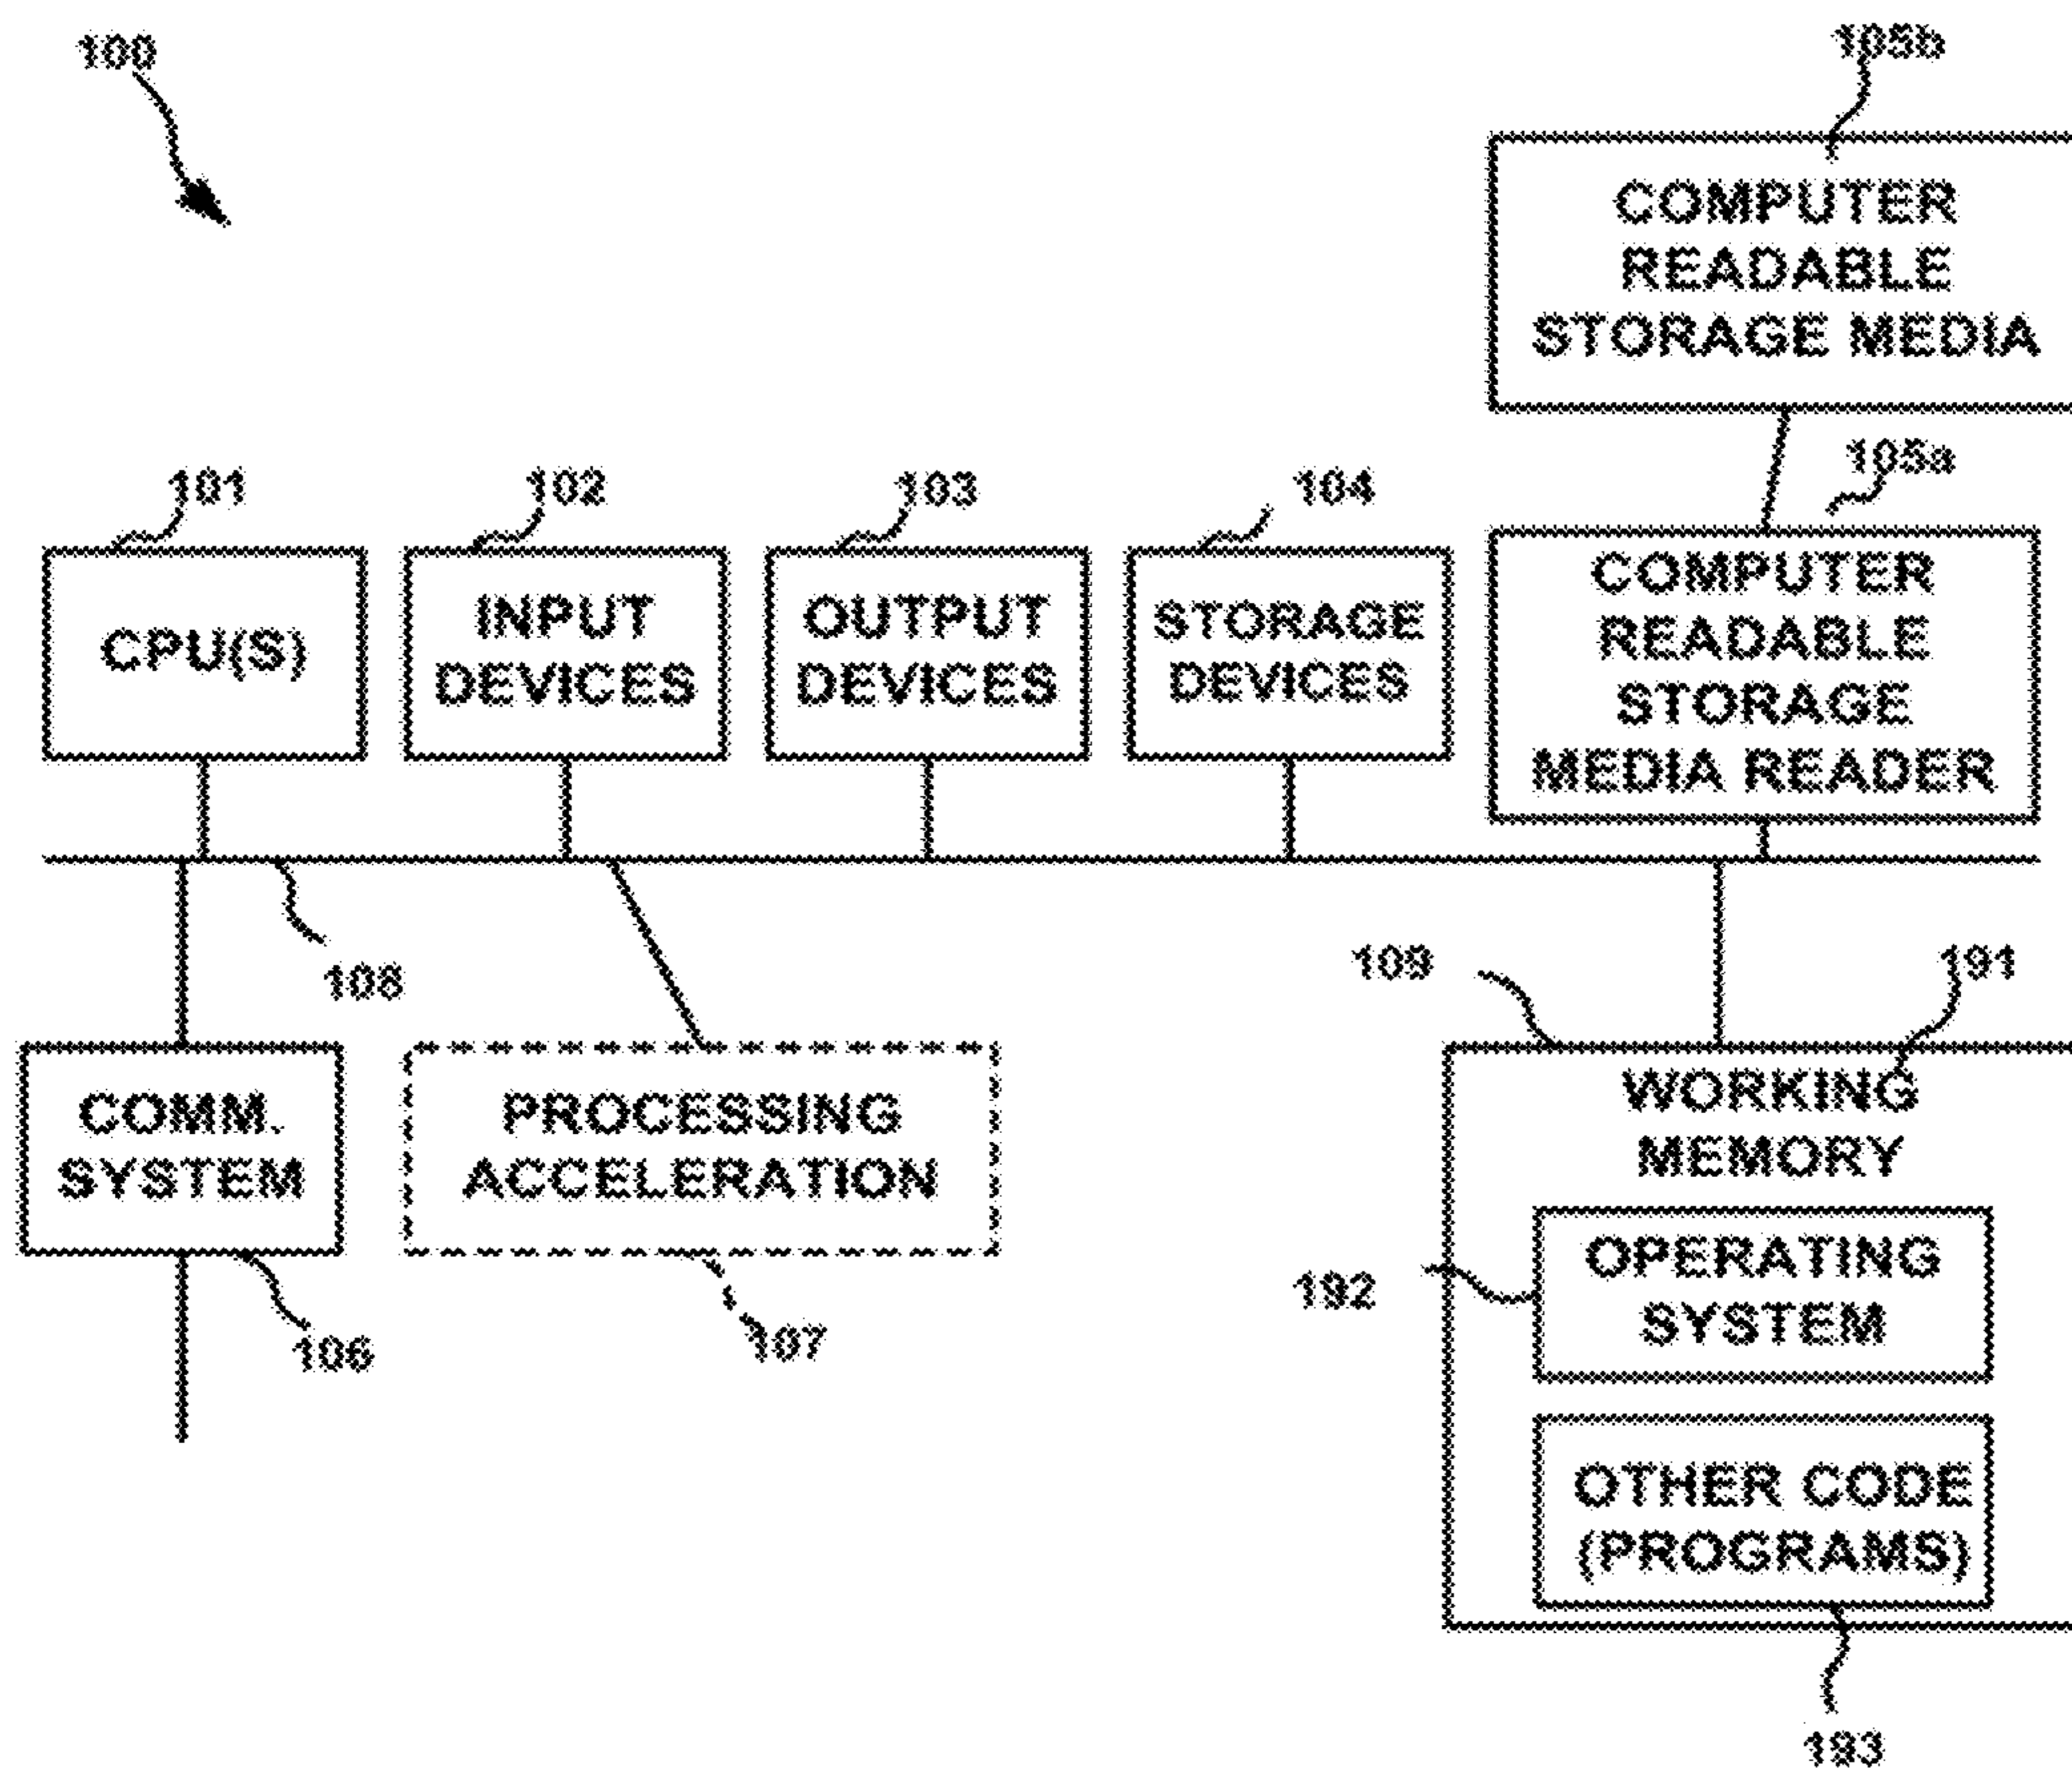 100
105b
COMPUTER
READABLE
STORAGE MEDIA
105a
101
102
103
104
CPU(S)
INPUT
DEVICES
OUTPUT
DEVICES
STORAGE
DEVICES
COMPUTER
READABLE
STORAGE
MEDIA READER
108
109
191
COMM.
SYSTEM
PROCESSING
ACCELERATION
WORKING
MEMORY
192
OPERATING
SYSTEM
106
107
OTHER CODE
(PROGRAMS)
193